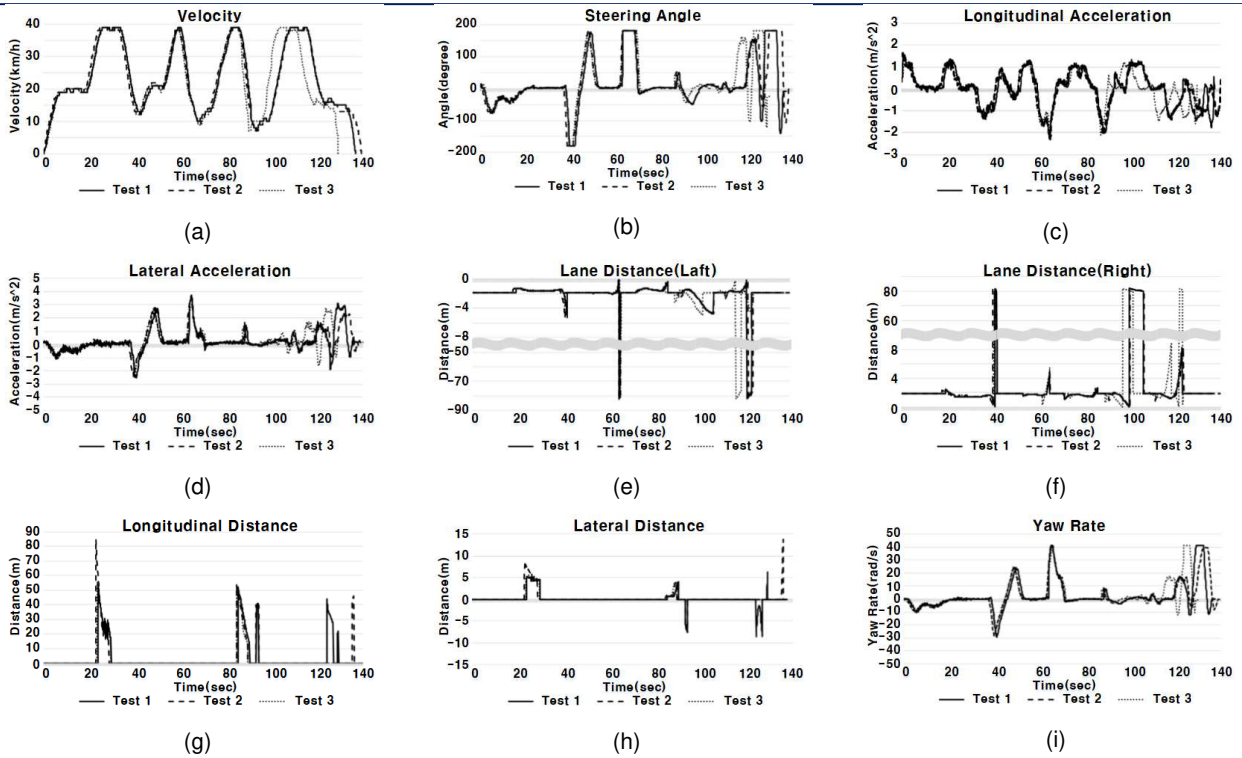 Velocity
Velocity(km/h)
40
30
20
10
0
0 20 40 60 80 100 120 140
Time(sec)
Test 1 Test 2 Test 3
(a)
Steering Angle
Angle(degree)
200
100
0
−100
−200
0 20 40 60 80 100 120 140
Time(sec)
Test 1 Test 2 Test 3
(b)
Longitudinal Acceleration
Acceleration(m/s^2)
3
2
1
0
−1
−2
−3
0 20 40 60 80 100 120 140
Time(sec)
Test 1 Test 2 Test 3
(c)
Lateral Acceleration
Acceleration(m/s^2)
5
4
3
2
1
0
−1
−2
−3
−4
−5
0 20 40 60 80 100 120 140
Time(sec)
Test 1 Test 2 Test 3
(d)
Lane Distance(Laft)
Distance(m)
0
−4
−8
−50
−70
−90
0 20 40 60 80 100 120 140
Time(sec)
Test 1 Test 2 Test 3
(e)
Lane Distance(Right)
Distance(m)
80
60
8
4
0
0 20 40 60 80 100 120 140
Time(sec)
Test 1 Test 2 Test 3
(f)
Longitudinal Distance
Distance(m)
90
80
70
60
50
40
30
20
10
0
0 20 40 60 80 100 120 140
Time(sec)
Test 1 Test 2 Test 3
(g)
Lateral Distance
Distance(m)
15
10
5
0
−5
−10
−15
0 20 40 60 80 100 120 140
Time(sec)
Test 1 Test 2 Test 3
(h)
Yaw Rate
Yaw Rate(rad/s)
50
40
30
20
10
0
−10
−20
−30
−40
−50
0 20 40 60 80 100 120 140
Time(sec)
Test 1 Test 2 Test 3
(i)